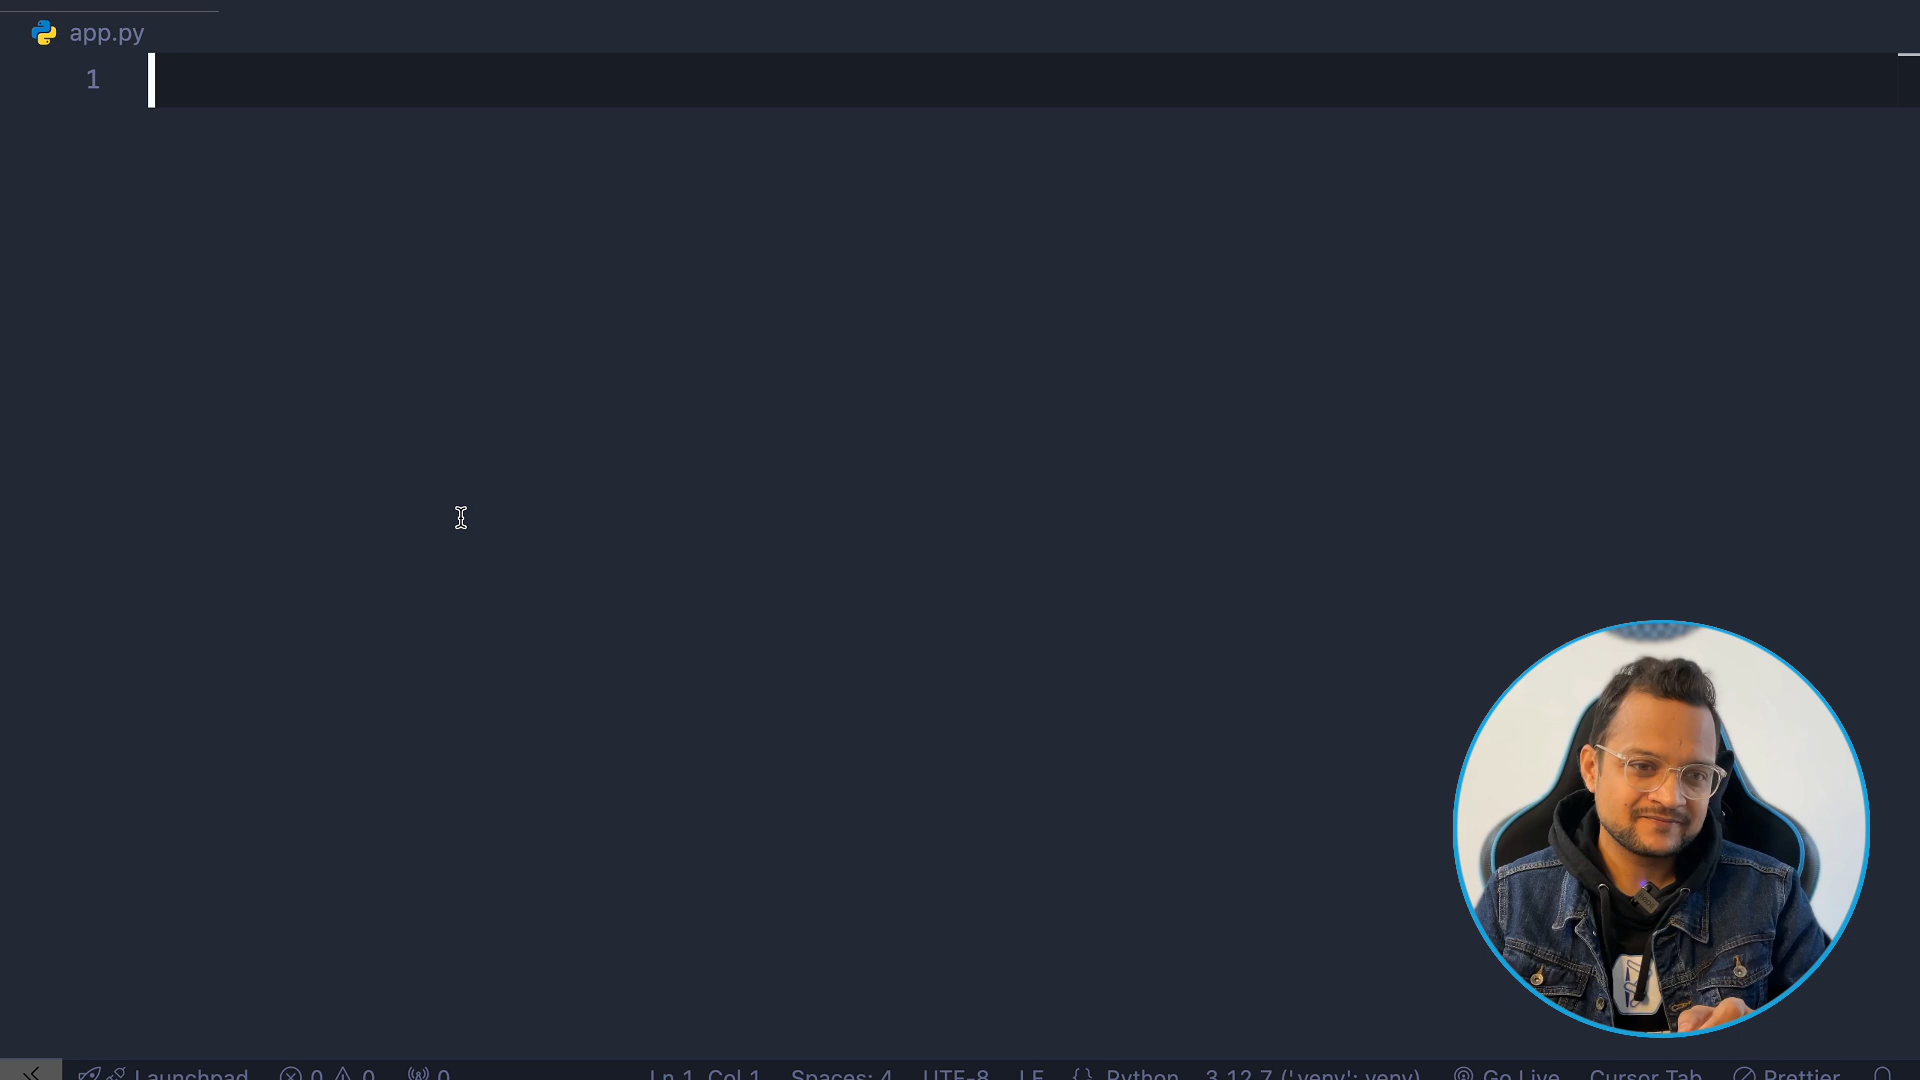 app.py
1
Launchpad 0 0 0 Ln 1, Col 1 Spaces: 4 UTF-8 LF {} Python 3.12.7 ('.venv': venv) Go Live Cursor Tab Prettier